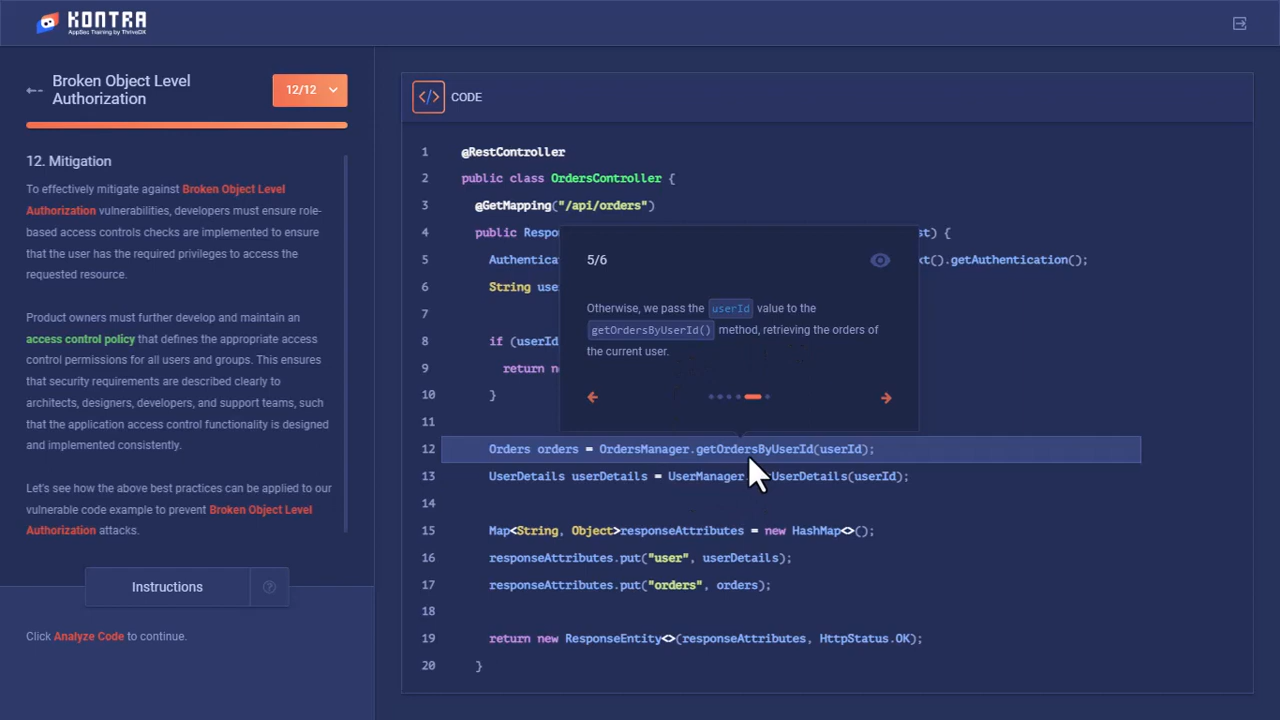 KONTRA
AppSec Training by ThriveDX
Broken Object Level
Authorization
12/12
12. Mitigation
To effectively mitigate against Broken Object Level
Authorization vulnerabilities, developers must ensure role-
based access controls checks are implemented to ensure
that the user has the required privileges to access the
requested resource.
Product owners must further develop and maintain an
access control policy that defines the appropriate access
control permissions for all users and groups. This ensures
that security requirements are described clearly to
architects, designers, developers, and support teams, such
that the application access control functionality is designed
and implemented consistently.
Let's see how the above best practices can be applied to our
vulnerable code example to prevent Broken Object Level
Authorization attacks.
Instructions
Click Analyze Code to continue.
</> CODE
1 @RestController
2 public class OrdersController {
3 @GetMapping("/api/orders")
4 public Respo st) {
5 Authentica xt().getAuthentication();
6 String use
7
8 if (userId
9 return n
10 }
11
5/6
Otherwise, we pass the userId value to the
getOrdersByUserId() method, retrieving the orders of
the current user.
12 Orders orders = OrdersManager.getOrdersByUserId(userId);
13 UserDetails userDetails = UserManager. UserDetails(userId);
14
15 Map<String, Object>responseAttributes = new HashMap<>();
16 responseAttributes.put("user", userDetails);
17 responseAttributes.put("orders", orders);
18
19 return new ResponseEntity<>(responseAttributes, HttpStatus.OK);
20 }